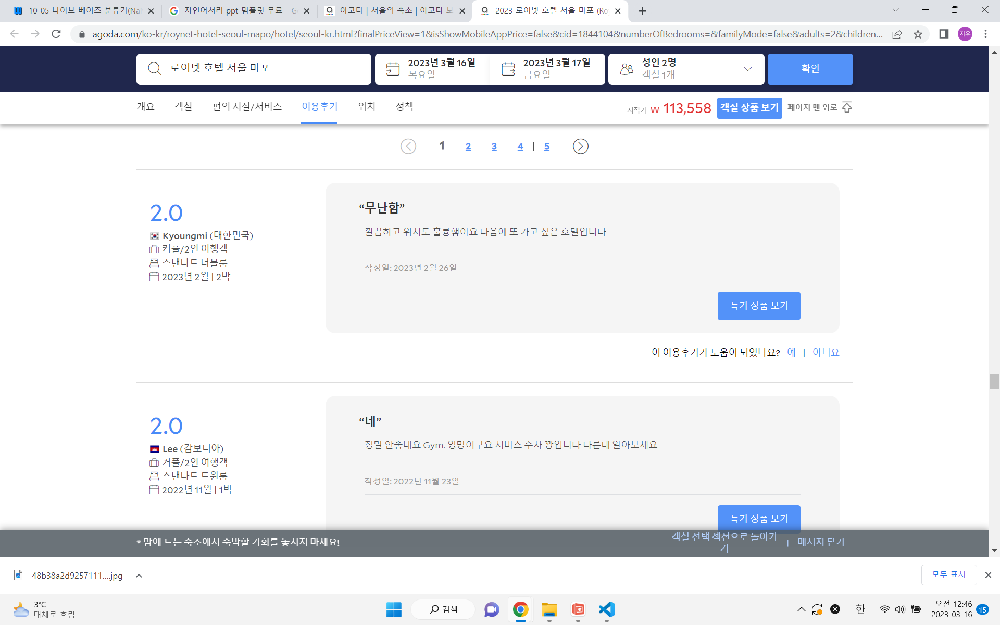 10-05 나이브 베이즈 분류기(Nai
자연어처리 ppt 템플릿 무료 - G
아고다 | 서울의 숙소 | 아고다 보
2023 로이넷 호텔 서울 마포 (Ro
agoda.com/ko-kr/roynet-hotel-seoul-mapo/hotel/seoul-kr.html?finalPriceView=1&isShowMobileAppPrice=false&cid=1844104&numberOfBedrooms=&familyMode=false&adults=2&children...
지우
로이넷 호텔 서울 마포
2023년 3월 16일
목요일
2023년 3월 17일
금요일
성인 2명
객실 1개
확인
개요 객실 편의 시설/서비스 이용후기 위치 정책
시작가 ₩ 113,558 객실 상품 보기 페이지 맨 위로
1 | 2 | 3 | 4 | 5
2.0
Kyoungmi (대한민국)
커플/2인 여행객
스탠다드 더블룸
2023년 2월 | 2박
“무난함”
깔끔하고 위치도 훌륭헿어요 다음에 또 가고 싶은 호텔입니다
작성일: 2023년 2월 26일
특가 상품 보기
이 이용후기가 도움이 되었나요? 예 | 아니요
2.0
Lee (캄보디아)
커플/2인 여행객
스탠다드 트윈룸
2022년 11월 | 1박
“네”
정말 안좋네요 Gym. 엉망이구요 서비스 주차 꽝입니다 다른데 알아보세요
작성일: 2022년 11월 23일
특가 상품 보기
* 맘에 드는 숙소에서 숙박할 기회를 놓치지 마세요!
객실 선택 섹션으로 돌아가
기
| 메시지 닫기
48b38a2d9257111....jpg
모두 표시
3°C
대체로 흐림
검색
한
오전 12:46
2023-03-16
15